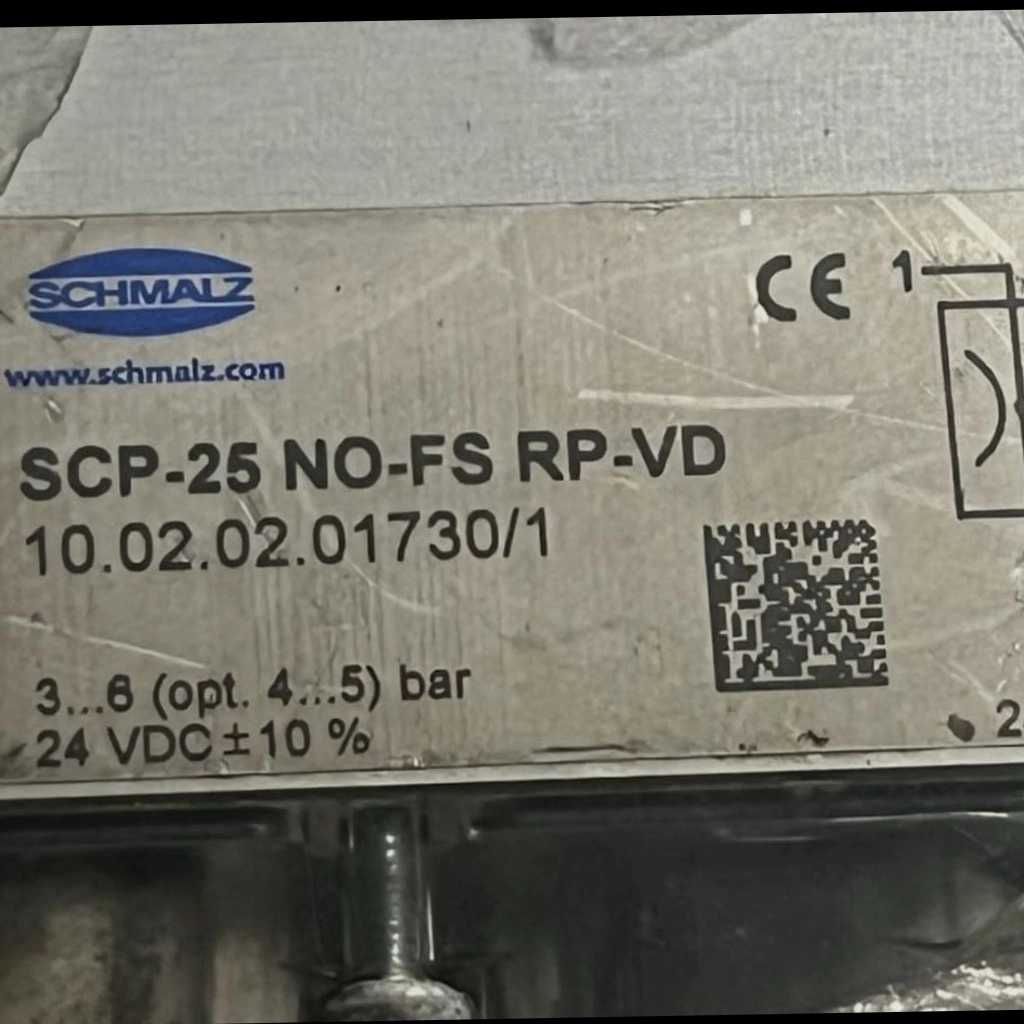 SCHMALZ
www.schmalz.com
CE
1
SCP-25 NO-FS RP-VD
10.02.02.01730/1
3...6 (opt. 4...5) bar
24 VDC ±10 %
2